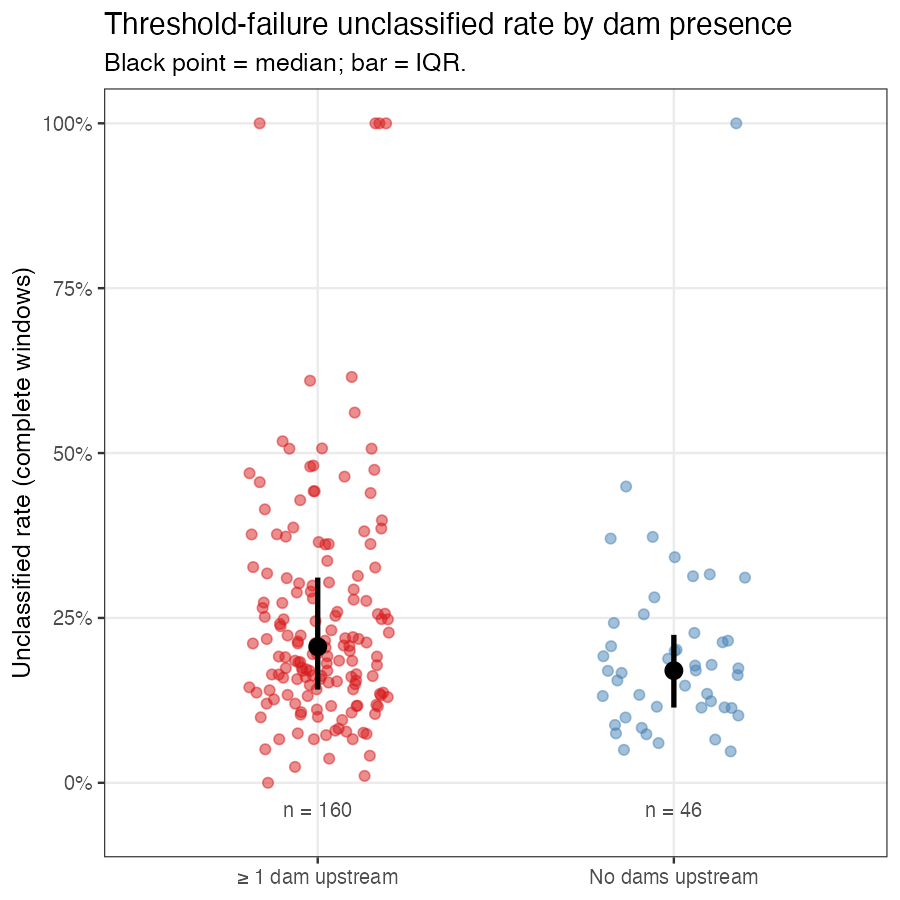 Threshold-failure unclassified rate by dam presence
Black point = median; bar = IQR.
Unclassified rate (complete windows)
100%
75%
50%
25%
0%
n = 160
n = 46
≥ 1 dam upstream
No dams upstream